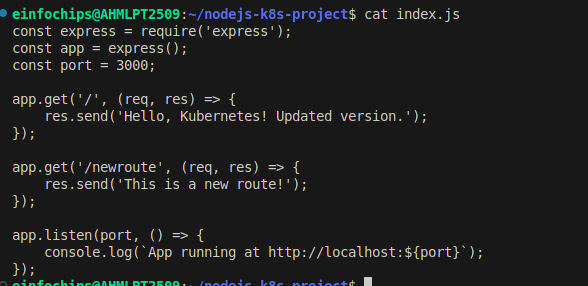 einfochips@AHMLPT2509:~/nodejs-k8s-project$ cat index.js
const express = require('express');
const app = express();
const port = 3000;

app.get('/', (req, res) => {
    res.send('Hello, Kubernetes! Updated version.');
});

app.get('/newroute', (req, res) => {
    res.send('This is a new route!');
});

app.listen(port, () => {
    console.log(`App running at http://localhost:${port}`);
});
einfochips@AHMLPT2509:~/nodejs-k8s-project$